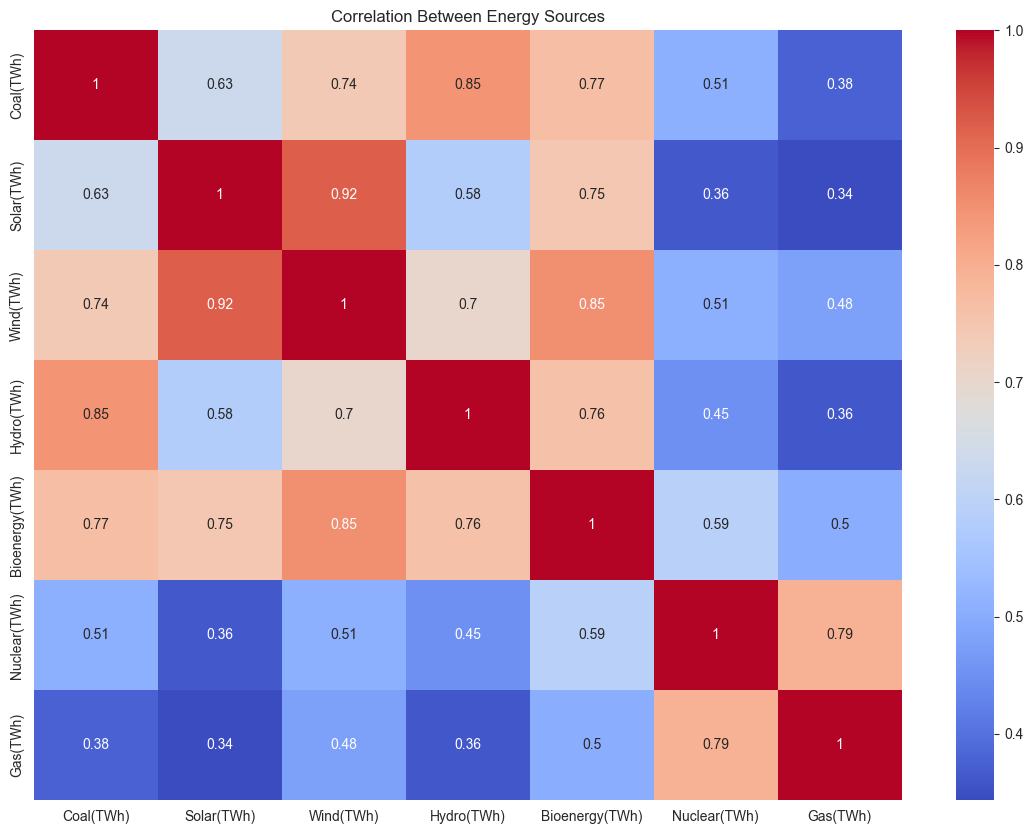 Correlation Between Energy Sources
Coal(TWh) 1 0.63 0.74 0.85 0.77 0.51 0.38
Solar(TWh) 0.63 1 0.92 0.58 0.75 0.36 0.34
Wind(TWh) 0.74 0.92 1 0.7 0.85 0.51 0.48
Hydro(TWh) 0.85 0.58 0.7 1 0.76 0.45 0.36
Bioenergy(TWh) 0.77 0.75 0.85 0.76 1 0.59 0.5
Nuclear(TWh) 0.51 0.36 0.51 0.45 0.59 1 0.79
Gas(TWh) 0.38 0.34 0.48 0.36 0.5 0.79 1
Coal(TWh) Solar(TWh) Wind(TWh) Hydro(TWh) Bioenergy(TWh) Nuclear(TWh) Gas(TWh)
1.0
0.9
0.8
0.7
0.6
0.5
0.4